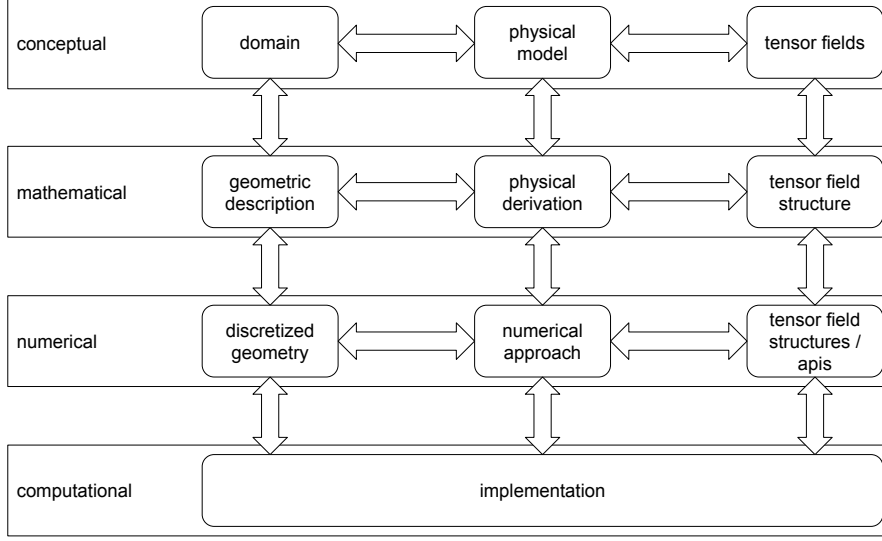 conceptual
domain
physical
model
tensor fields
mathematical
geometric
description
physical
derivation
tensor field
structure
numerical
discretized
geometry
numerical
approach
tensor field
structures /
apis
computational
implementation